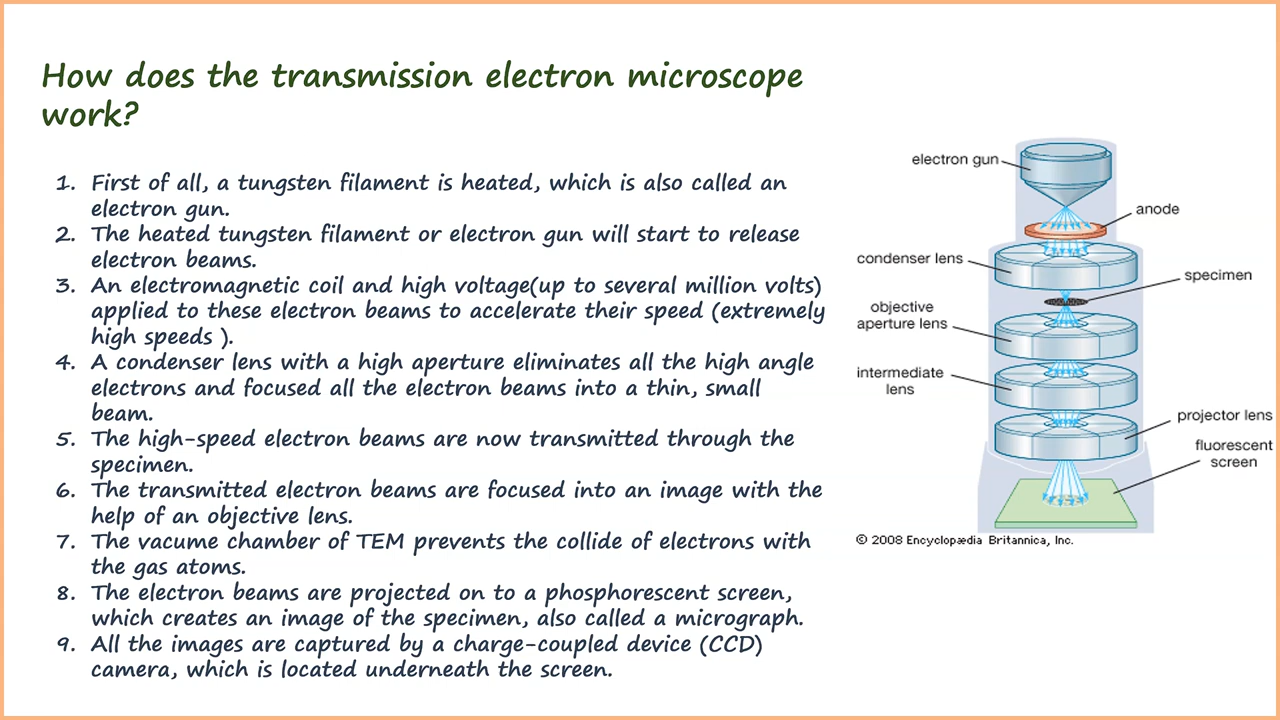 How does the transmission electron microscope
work?
1. First of all, a tungsten filament is heated, which is also called an
electron gun.
2. The heated tungsten filament or electron gun will start to release
electron beams.
3. An electromagnetic coil and high voltage(up to several million volts)
applied to these electron beams to accelerate their speed (extremely
high speeds ).
4. A condenser lens with a high aperture eliminates all the high angle
electrons and focused all the electron beams into a thin, small
beam.
5. The high-speed electron beams are now transmitted through the
specimen.
6. The transmitted electron beams are focused into an image with the
help of an objective lens.
7. The vacume chamber of TEM prevents the collide of electrons with
the gas atoms.
8. The electron beams are projected on to a phosphorescent screen,
which creates an image of the specimen, also called a micrograph.
9. All the images are captured by a charge-coupled device (CCD)
camera, which is located underneath the screen.
electron gun
anode
condenser lens
specimen
objective
aperture lens
intermediate
lens
projector lens
fluorescent
screen
© 2008 Encyclopædia Britannica, Inc.